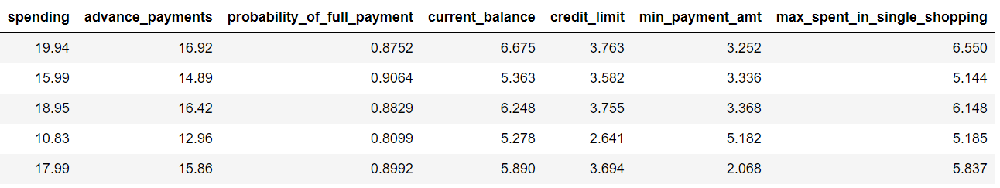 spending advance_payments probability_of_full_payment current_balance credit_limit min_payment_amt max_spent_in_single_shopping
19.94 16.92 0.8752 6.675 3.763 3.252 6.550
15.99 14.89 0.9064 5.363 3.582 3.336 5.144
18.95 16.42 0.8829 6.248 3.755 3.368 6.148
10.83 12.96 0.8099 5.278 2.641 5.182 5.185
17.99 15.86 0.8992 5.890 3.694 2.068 5.837